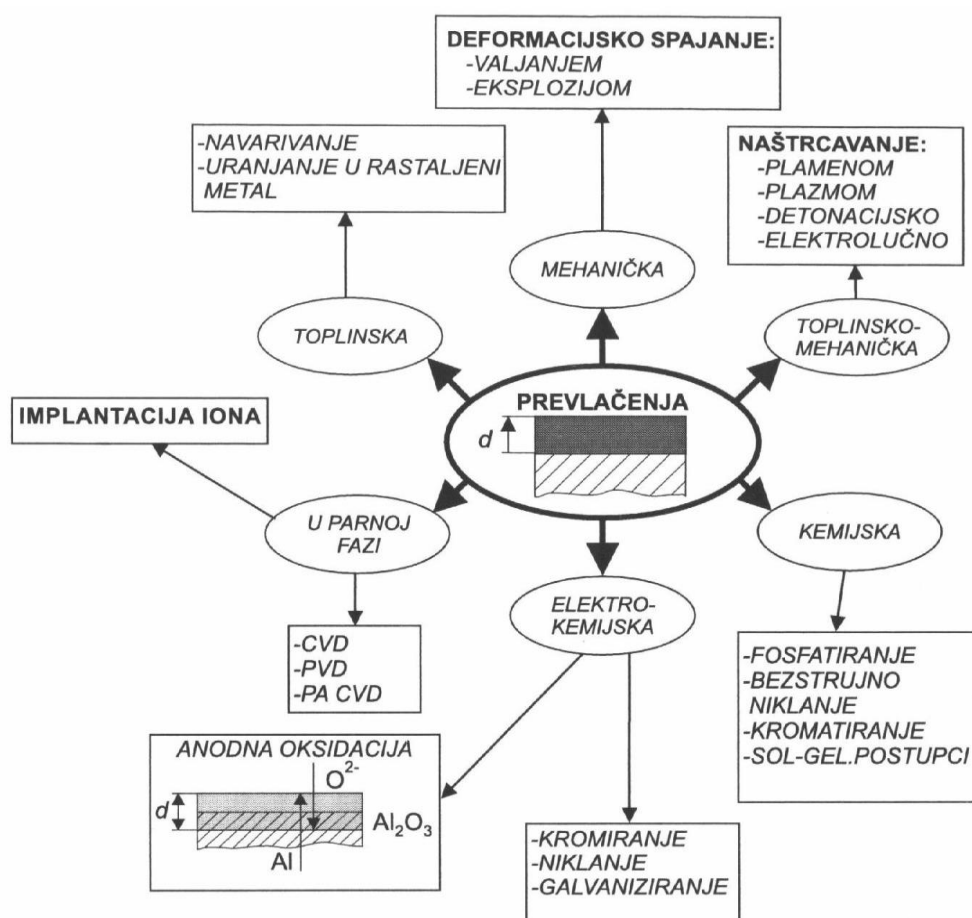 DEFORMACIJSKO SPAJANJE:
-VALJANJEM
-EKSPLOZIJOM
-NAVARIVANJE
-URANJANJE U RASTALJENI
METAL
NAŠTRCAVANJE:
-PLAMENOM
-PLAZMOM
-DETONACIJSKO
-ELEKTROLUČNO
MEHANIČKA
TOPLINSKA
TOPLINSKO-
MEHANIČKA
IMPLANTACIJA IONA
PREVLAČENJA
d
U PARNOJ
FAZI
KEMIJSKA
ELEKTRO-
KEMIJSKA
-CVD
-PVD
-PA CVD
-FOSFATIRANJE
-BEZSTRUJNO
NIKLANJE
-KROMATIRANJE
-SOL-GEL.POSTUPCI
ANODNA OKSIDACIJA
O²⁻
d
Al₂O₃
Al
-KROMIRANJE
-NIKLANJE
-GALVANIZIRANJE